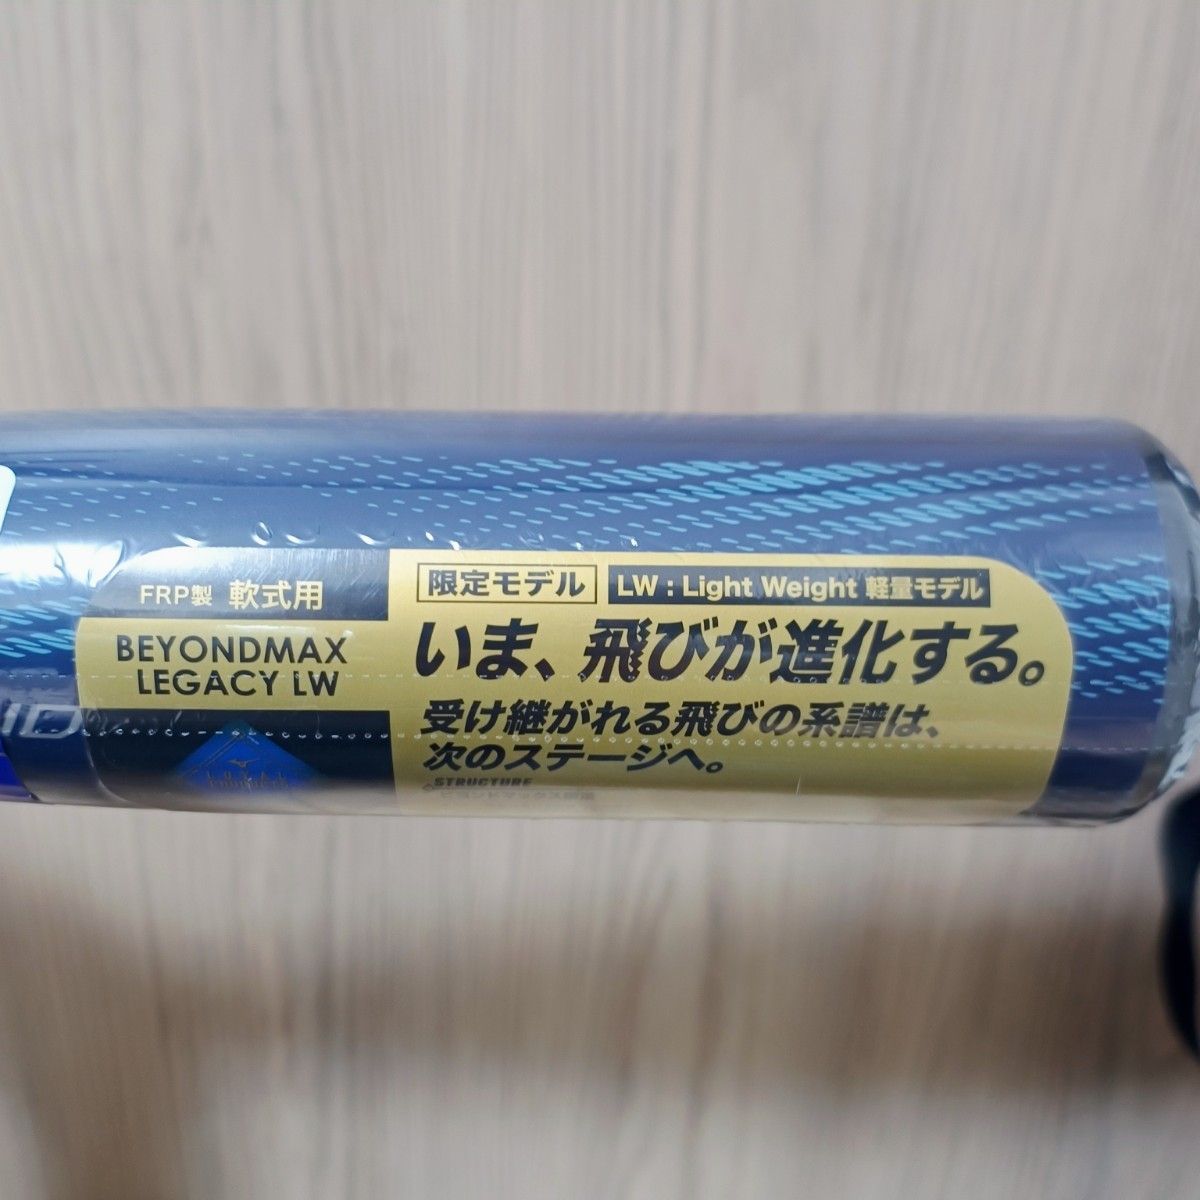 FRP製 軟式用
BEYONDMAX
LEGACY LW
限定モデル LW : Light Weight 軽量モデル
いま、飛びが進化する。
受け継がれる飛びの系譜は、
次のステージへ。
STRUCTURE
LOYAL